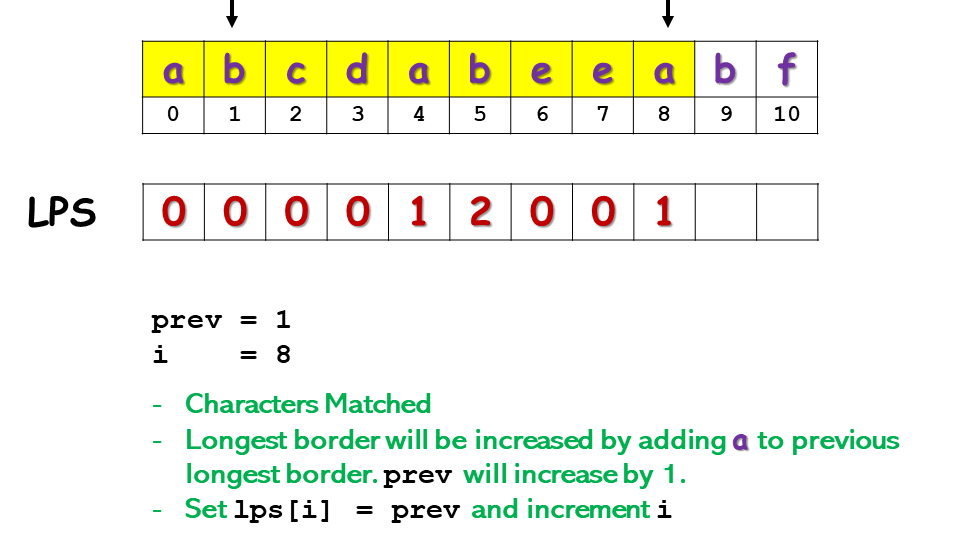 a b c d a b e e a b f
0 1 2 3 4 5 6 7 8 9 10
LPS 0 0 0 0 1 2 0 0 1
prev = 1
i = 8
- Characters Matched
- Longest border will be increased by adding a to previous
longest border. prev will increase by 1.
- Set lps[i] = prev and increment i